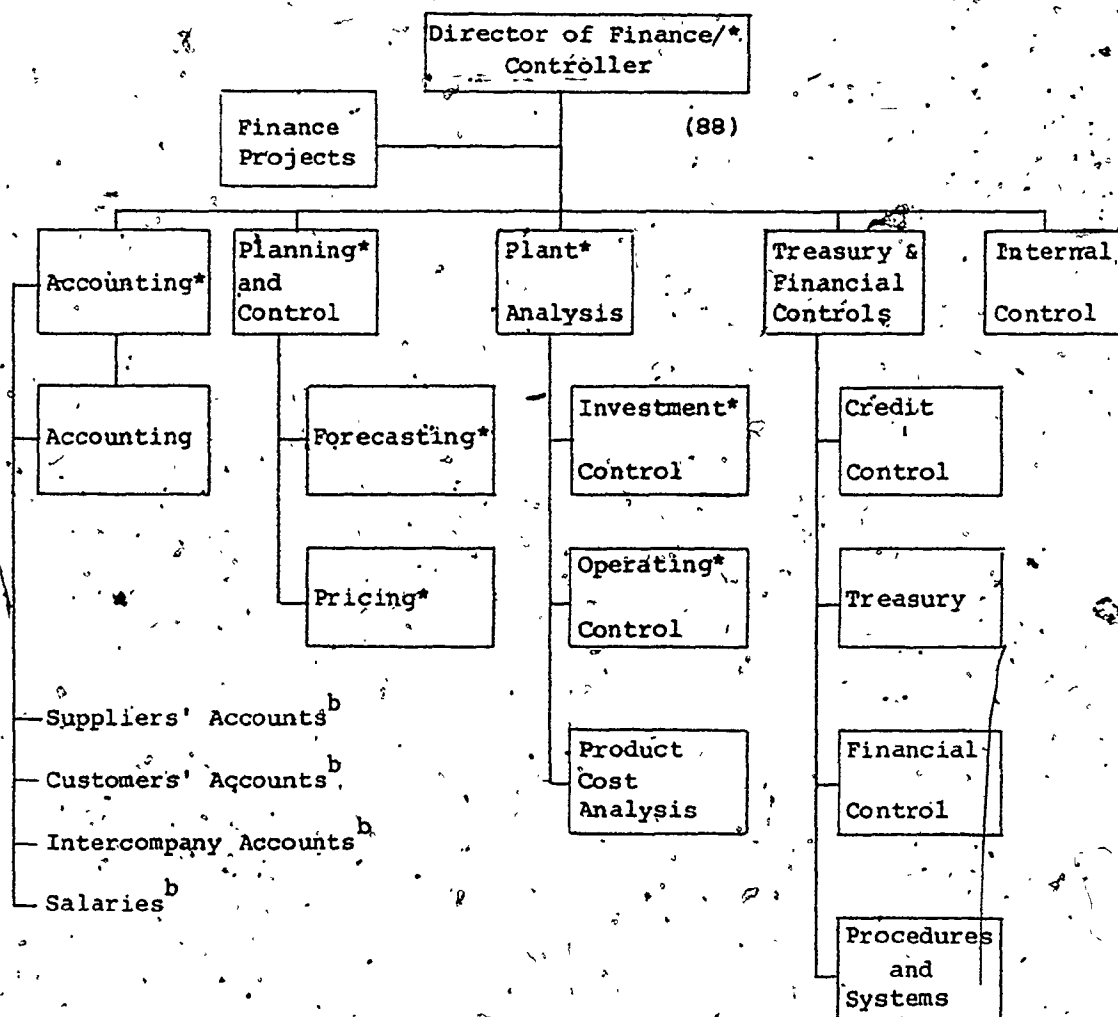 Director of Finance/*
Controller
(88)
Finance
Projects
Accounting*
Planning*
and
Control
Plant*
Analysis
Treasury &
Financial
Controls
Internal
Control
Accounting
Forecasting*
Pricing*
Investment*
Control
Operating*
Control
Product
Cost
Analysis
Credit
Control
Treasury
Financial
Control
Procedures
and
Systems
Suppliers' Accounts b
Customers' Accounts b
Intercompany Accounts b
Salaries b